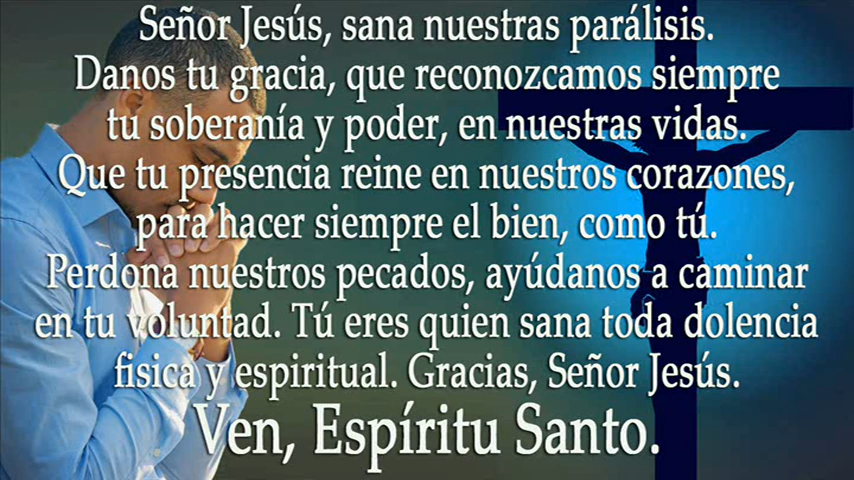 Señor Jesús, sana nuestras parálisis.
Danos tu gracia, que reconozcamos siempre
tu soberanía y poder, en nuestras vidas.
Que tu presencia reine en nuestros corazones,
para hacer siempre el bien, como tú.
Perdona nuestros pecados, ayúdanos a caminar
en tu voluntad. Tú eres quien sana toda dolencia
fisica y espiritual. Gracias, Señor Jesús.
Ven, Espíritu Santo.